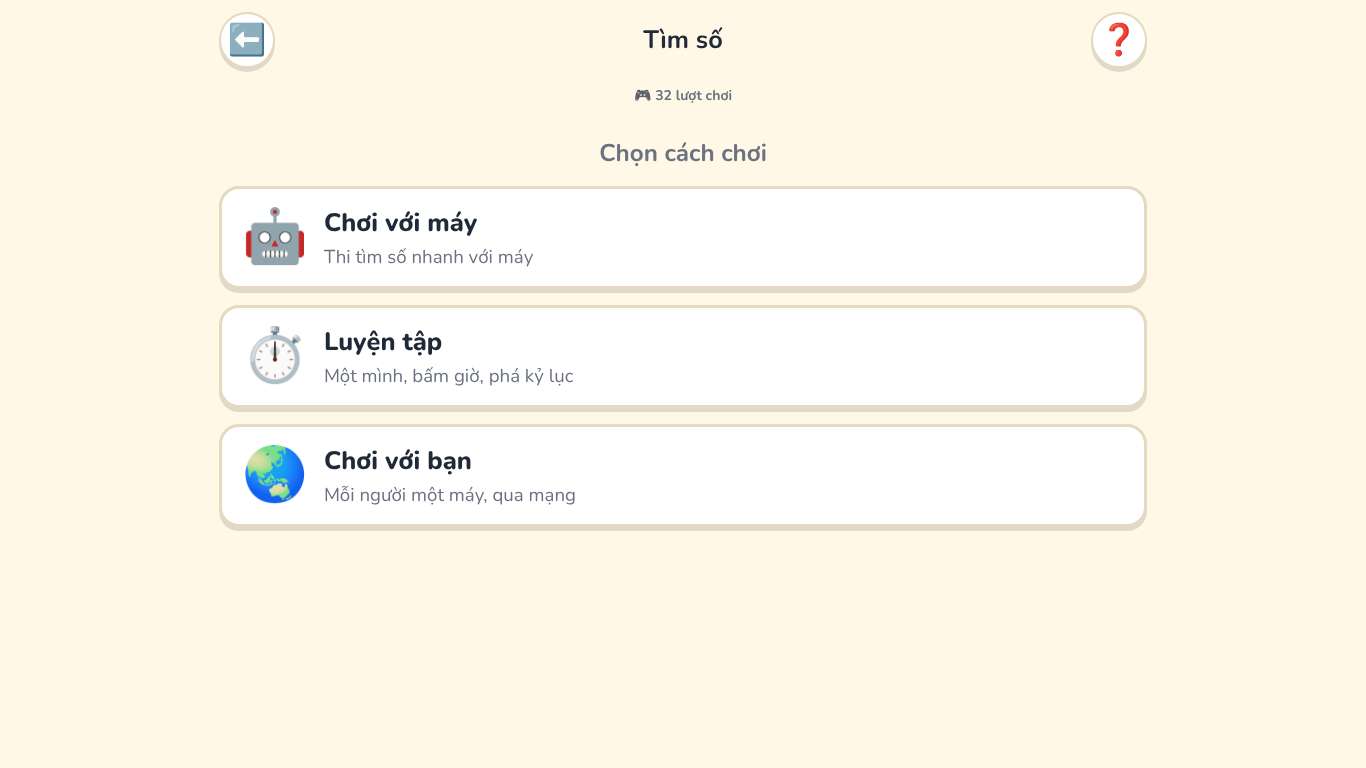 Tìm số
32 lượt chơi
Chọn cách chơi
Chơi với máy
Thi tìm số nhanh với máy
Luyện tập
Một mình, bấm giờ, phá kỷ lục
Chơi với bạn
Mỗi người một máy, qua mạng